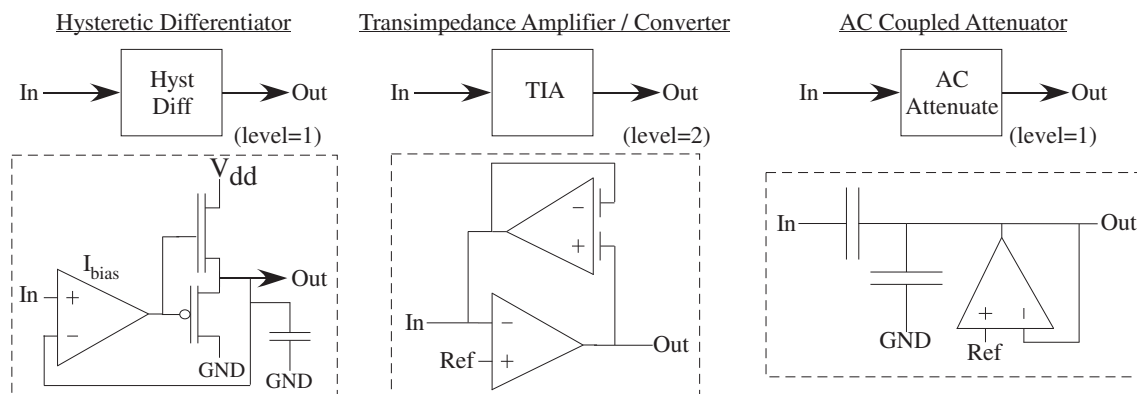 Hysteretic Differentiator
In
Hyst
Diff
Out
(level=1)
Vdd
Ibias
In
+
−
Out
GND
GND
Transimpedance Amplifier / Converter
In
TIA
Out
(level=2)
−
+
In
−
Ref
+
Out
AC Coupled Attenuator
In
AC
Attenuate
Out
(level=1)
In
Out
GND
+
−
Ref